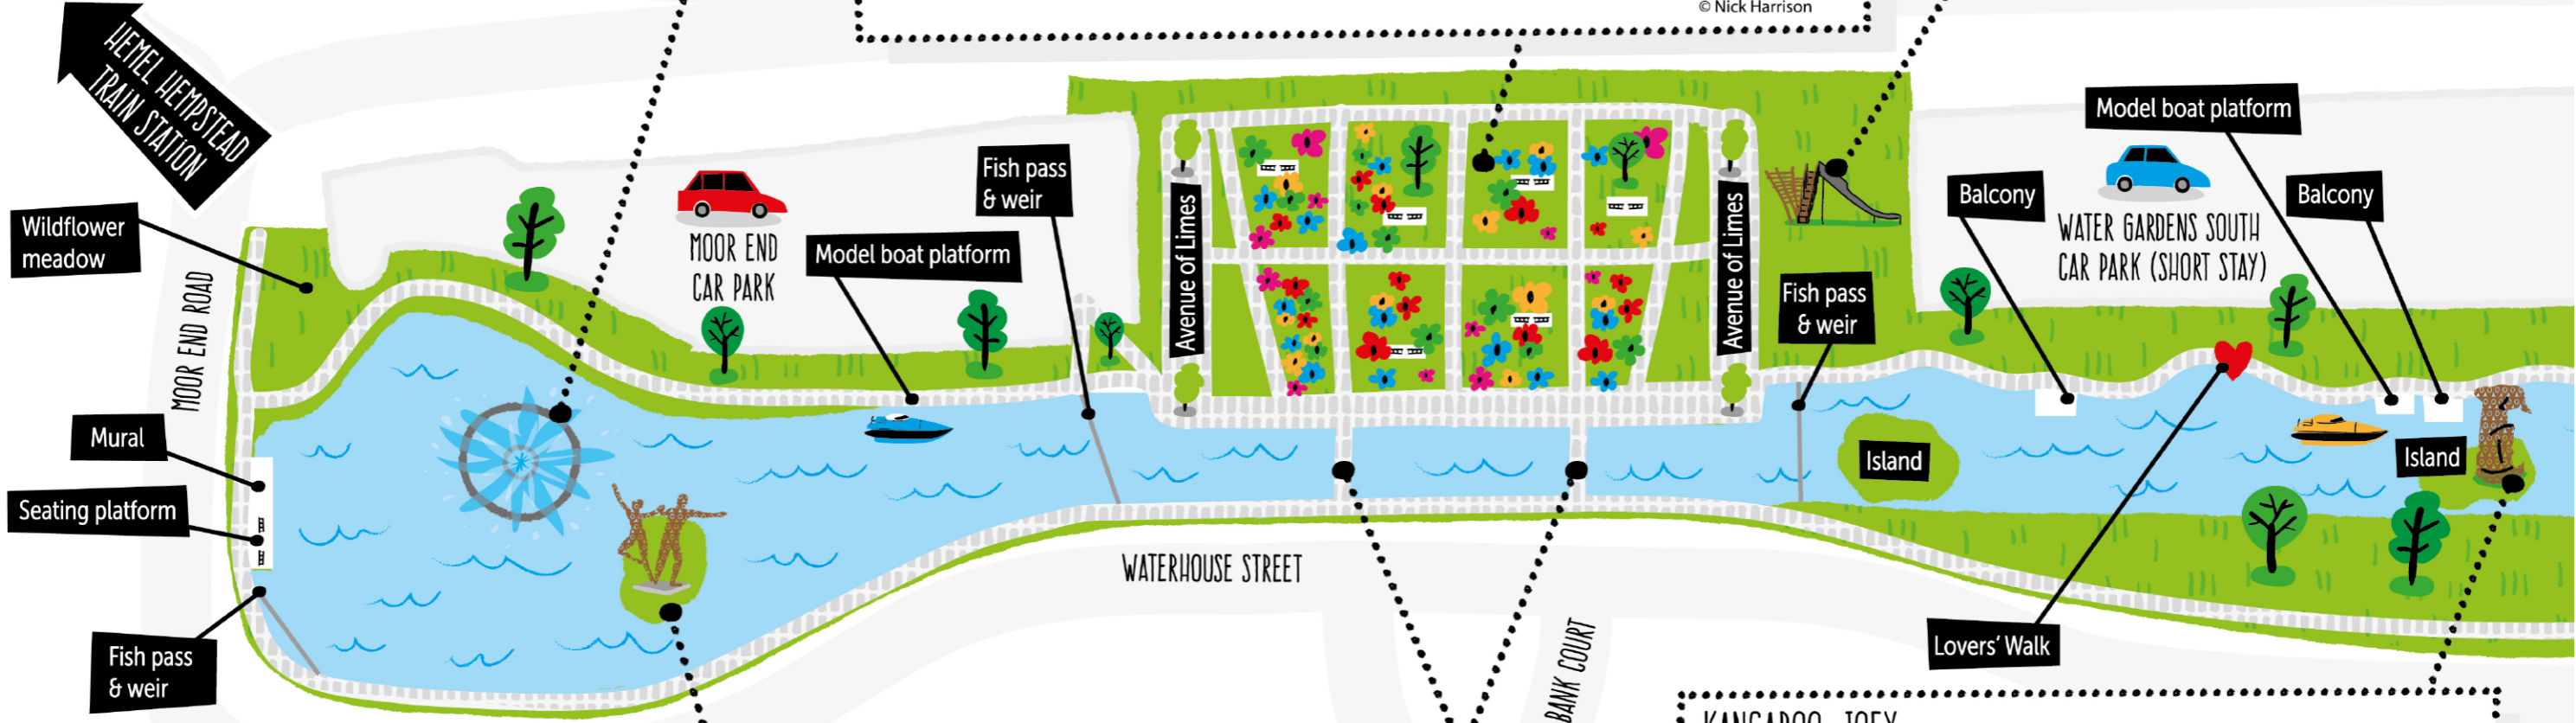 © Nick Harrison
HEMEL HEMPSTEAD
TRAIN STATION
Wildflower
meadow
MOOR END ROAD
Mural
Seating platform
Fish pass
& weir
MOOR END
CAR PARK
Model boat platform
Fish pass
& weir
Avenue of Limes
Avenue of Limes
Fish pass
& weir
Balcony
Model boat platform
WATER GARDENS SOUTH
CAR PARK (SHORT STAY)
Balcony
Island
Island
Lovers' Walk
WATERHOUSE STREET
BANK COURT
KANGAROO JOEY